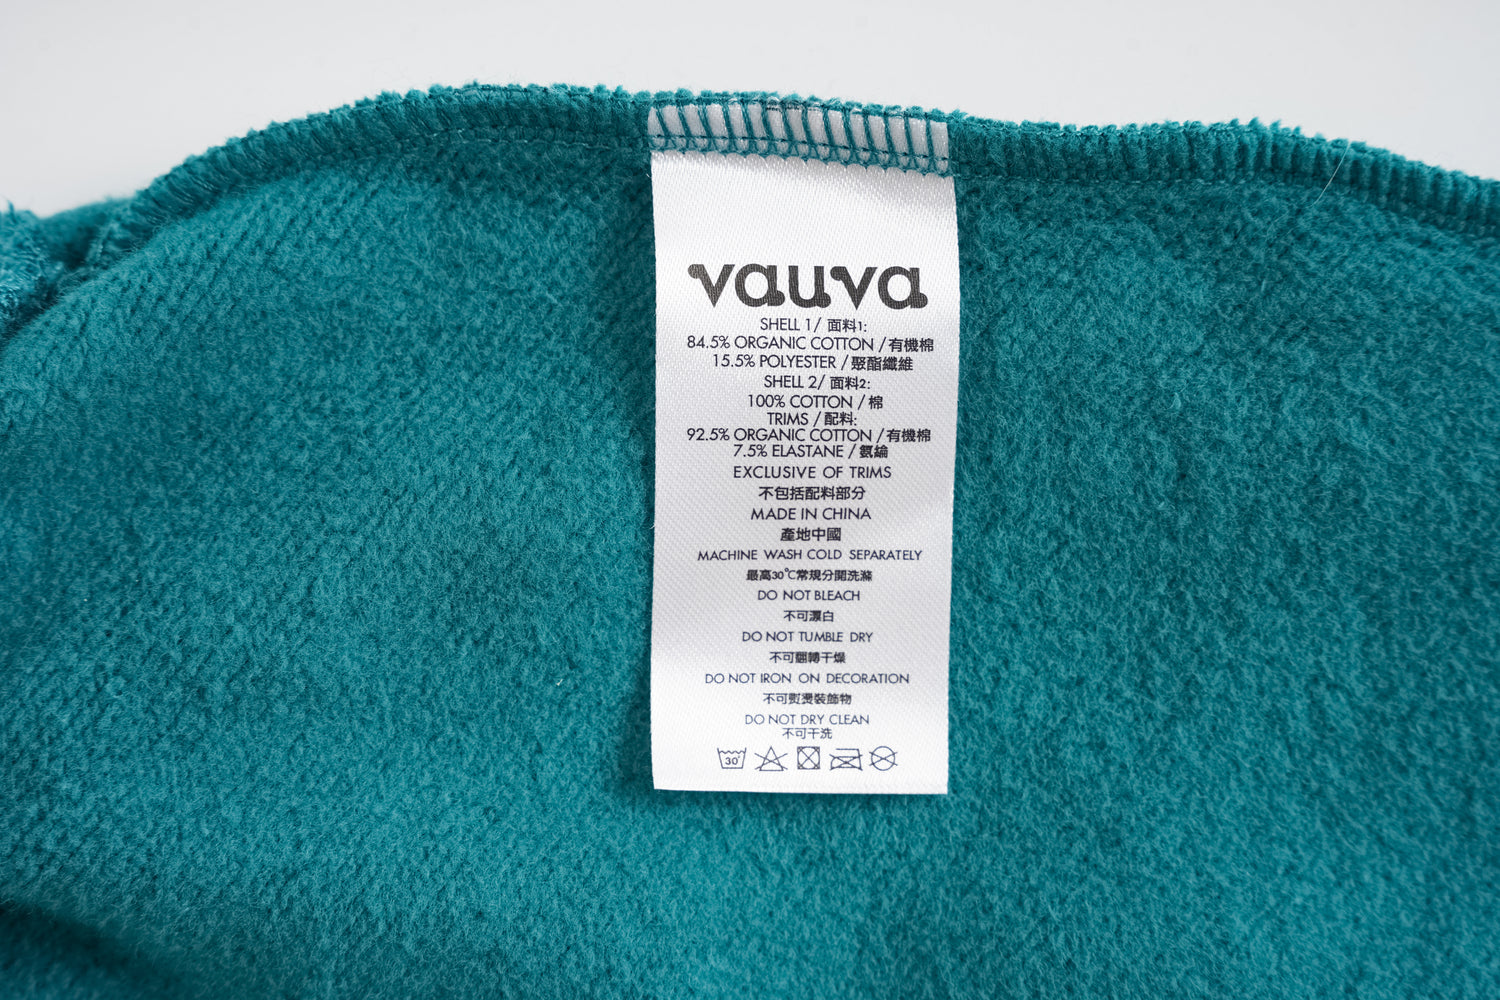 vauva
SHELL 1/ 面料1:
84.5% ORGANIC COTTON /有機棉
15.5% POLYESTER /聚酯纖維
SHELL 2/ 面料2:
100% COTTON /棉
TRIMS /配料:
92.5% ORGANIC COTTON /有機棉
7.5% ELASTANE /氨綸
EXCLUSIVE OF TRIMS
不包括配料部分
MADE IN CHINA
產地中國
MACHINE WASH COLD SEPARATELY
最高30℃常規分開洗滌
DO NOT BLEACH
不可漂白
DO NOT TUMBLE DRY
不可翻轉干燥
DO NOT IRON ON DECORATION
不可熨燙裝飾物
DO NOT DRY CLEAN
不可干洗
30°